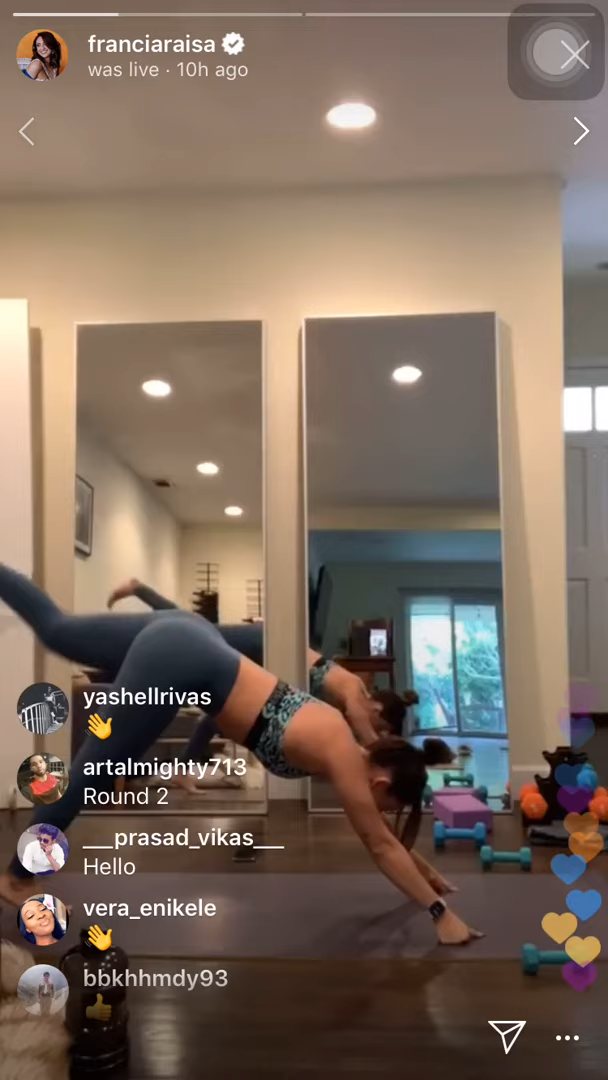 franciaraisa
was live · 10h ago
yashellrivas
👋
artalmighty713
Round 2
___prasad_vikas___
Hello
vera_enikele
👋
bbkhhmdy93
👍